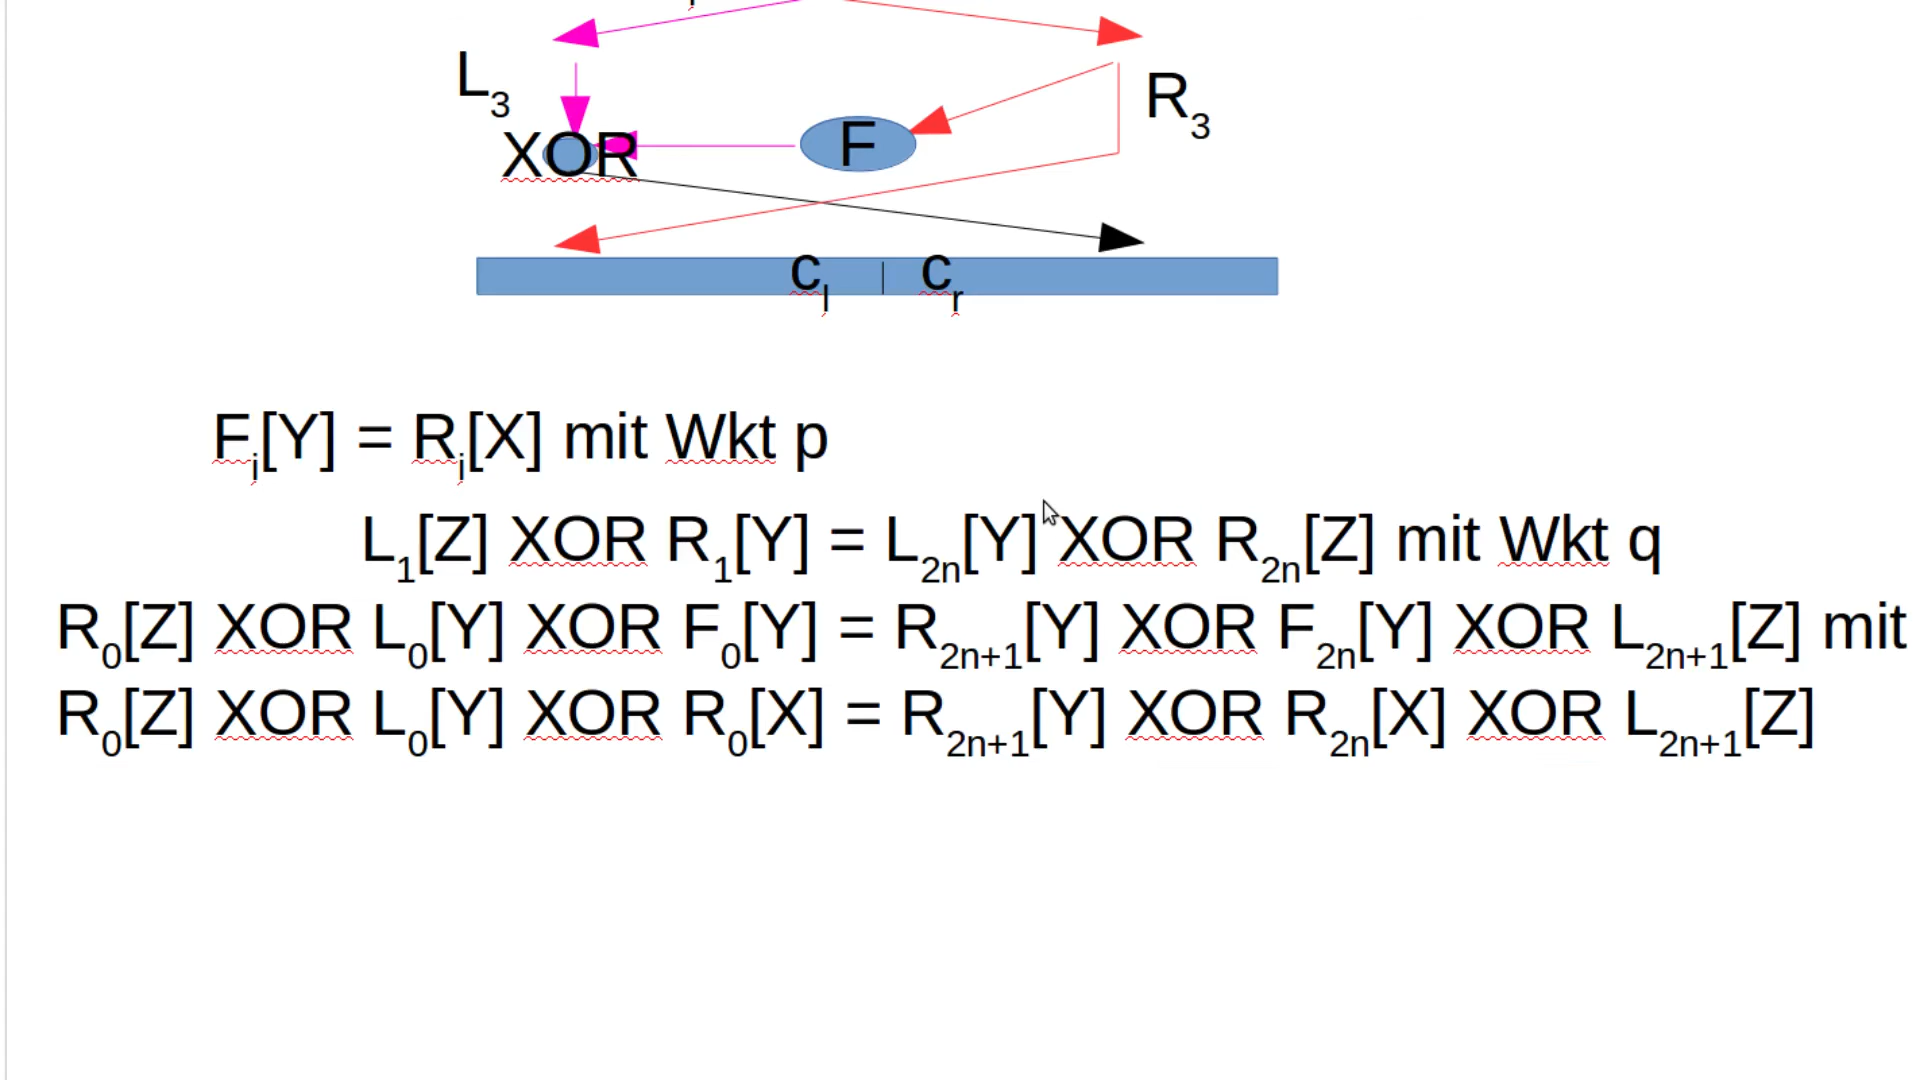 L₃
R₃
XOR
F
cₗ | cᵣ
Fᵢ[Y] = Rᵢ[X] mit Wkt p
L₁[Z] XOR R₁[Y] = L₂ₙ[Y] XOR R₂ₙ[Z] mit Wkt q
R₀[Z] XOR L₀[Y] XOR F₀[Y] = R₂ₙ₊₁[Y] XOR F₂ₙ[Y] XOR L₂ₙ₊₁[Z] mit
R₀[Z] XOR L₀[Y] XOR R₀[X] = R₂ₙ₊₁[Y] XOR R₂ₙ[X] XOR L₂ₙ₊₁[Z]